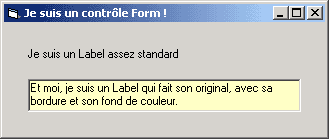 Je suis un contrôle Form !
Je suis un Label assez standard
Et moi, je suis un Label qui fait son original, avec sa
bordure et son fond de couleur.